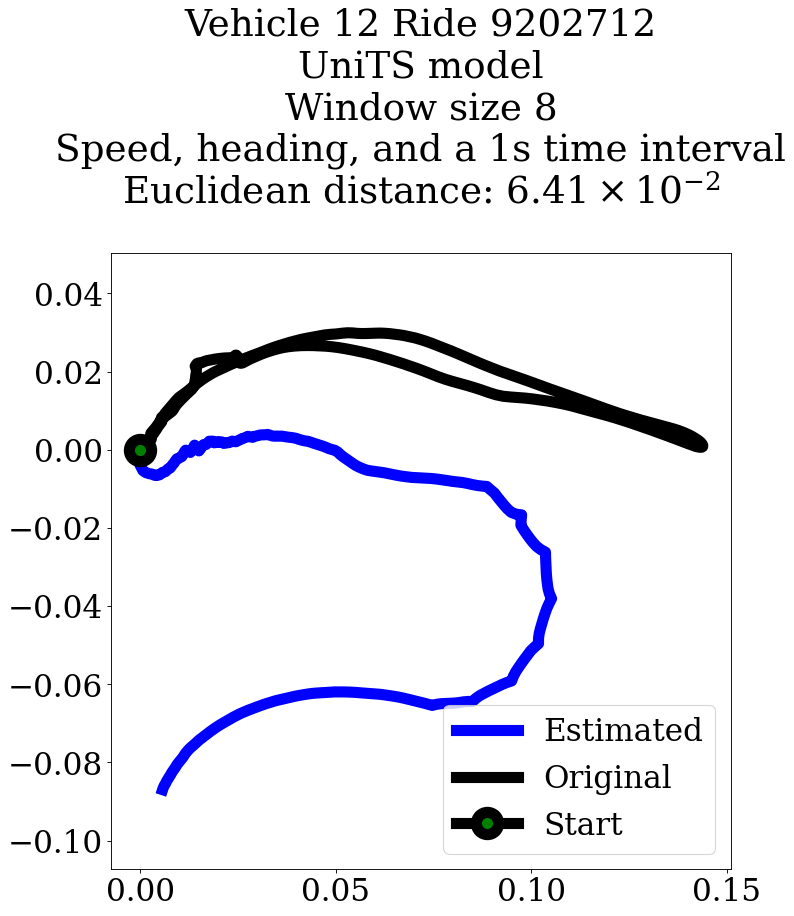 Vehicle 12 Ride 9202712
UniTS model
Window size 8
Speed, heading, and a 1s time interval
Euclidean distance: 6.41 × 10⁻²
0.04
0.02
0.00
−0.02
−0.04
−0.06
−0.08
−0.10
Estimated
Original
Start
0.00 0.05 0.10 0.15